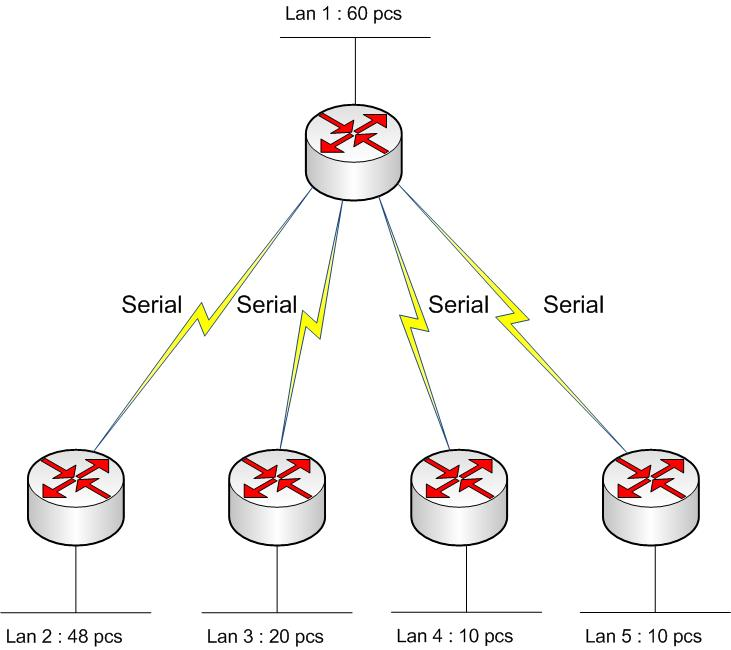 Lan 1 : 60 pcs
Serial
Serial
Serial
Serial
Lan 2 : 48 pcs
Lan 3 : 20 pcs
Lan 4 : 10 pcs
Lan 5 : 10 pcs